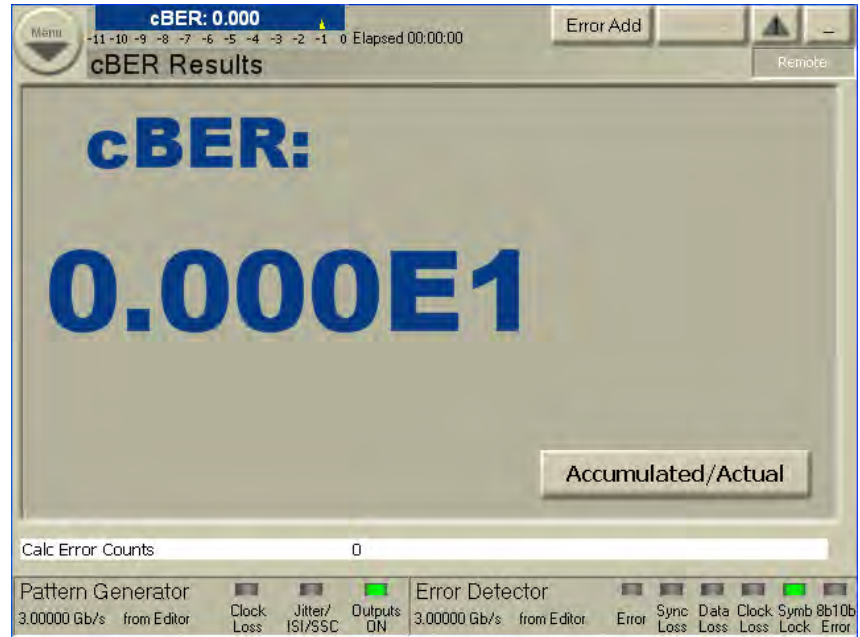 Menu
cBER: 0.000
-11 -10 -9 -8 -7 -6 -5 -4 -3 -2 -1 0 Elapsed 00:00:00
Error Add
_
cBER Results
Remote
cBER:
0.000E1
Accumulated/Actual
Calc Error Counts 0
Pattern Generator
3.00000 Gb/s from Editor
Clock
Loss
Jitter/
ISI/SSC
Outputs
ON
Error Detector
3.00000 Gb/s from Editor
Error
Sync
Loss
Data
Loss
Clock
Loss
Symb
Lock
8b10b
Error